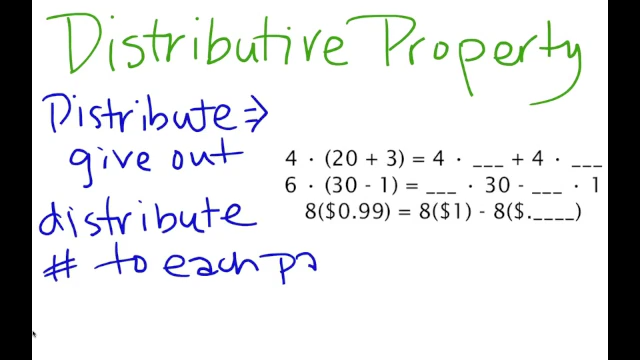 Distributive Property
Distribute ⇒
give out
distribute
# to each pa
4 · (20 + 3) = 4 · ___ + 4 · ___
6 · (30 - 1) = ___ · 30 - ___ · 1
8($0.99) = 8($1) - 8($.____)